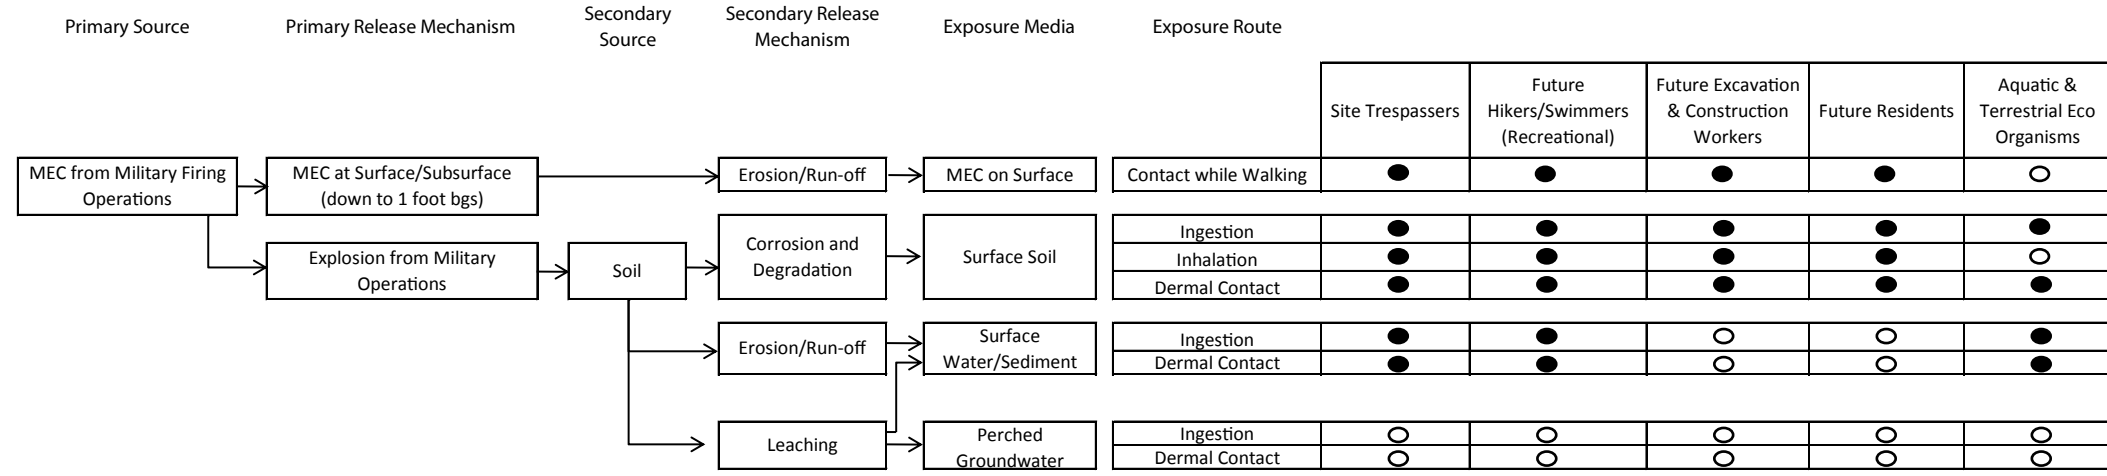 Primary Source
Primary Release Mechanism
Secondary
Source
Secondary Release
Mechanism
Exposure Media
Exposure Route
Site Trespassers
Future
Hikers/Swimmers
(Recreational)
Future Excavation
& Construction
Workers
Future Residents
Aquatic &
Terrestrial Eco
Organisms
MEC from Military Firing
Operations
MEC at Surface/Subsurface
(down to 1 foot bgs)
Erosion/Run-off
MEC on Surface
Contact while Walking
Explosion from Military
Operations
Soil
Corrosion and
Degradation
Surface Soil
Ingestion
Inhalation
Dermal Contact
Erosion/Run-off
Surface
Water/Sediment
Ingestion
Dermal Contact
Leaching
Perched
Groundwater
Ingestion
Dermal Contact